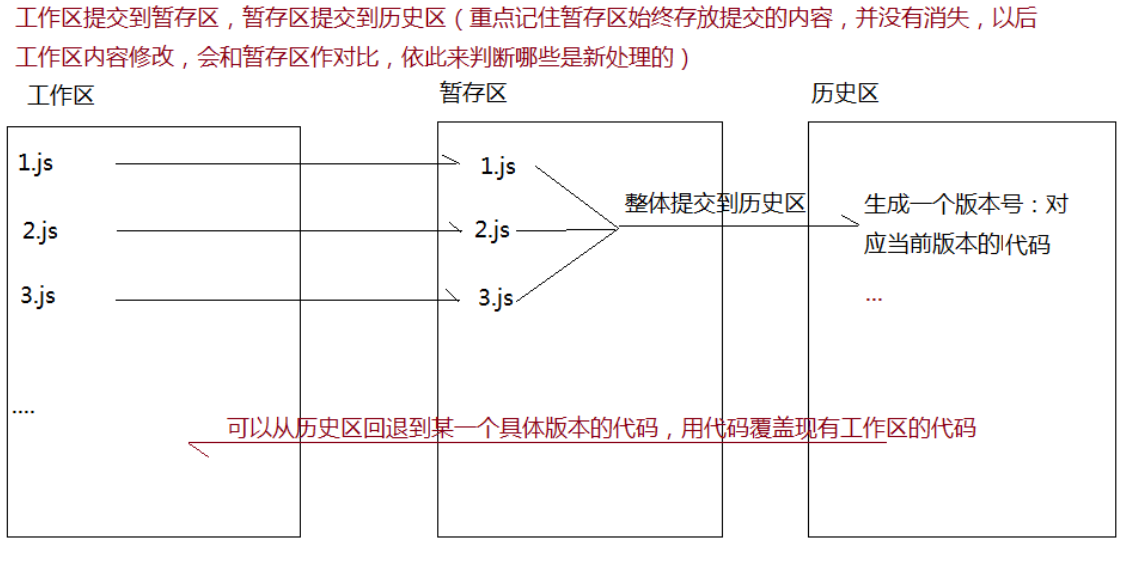 工作区提交到暂存区，暂存区提交到历史区（重点记住暂存区始终存放提交的内容，并没有消失，以后
工作区内容修改，会和暂存区作对比，依此来判断哪些是新处理的）
工作区
暂存区
历史区
1.js
1.js
整体提交到历史区
生成一个版本号：对
2.js
2.js
应当前版本的代码
3.js
3.js
...
....
可以从历史区回退到某一个具体版本的代码，用代码覆盖现有工作区的代码